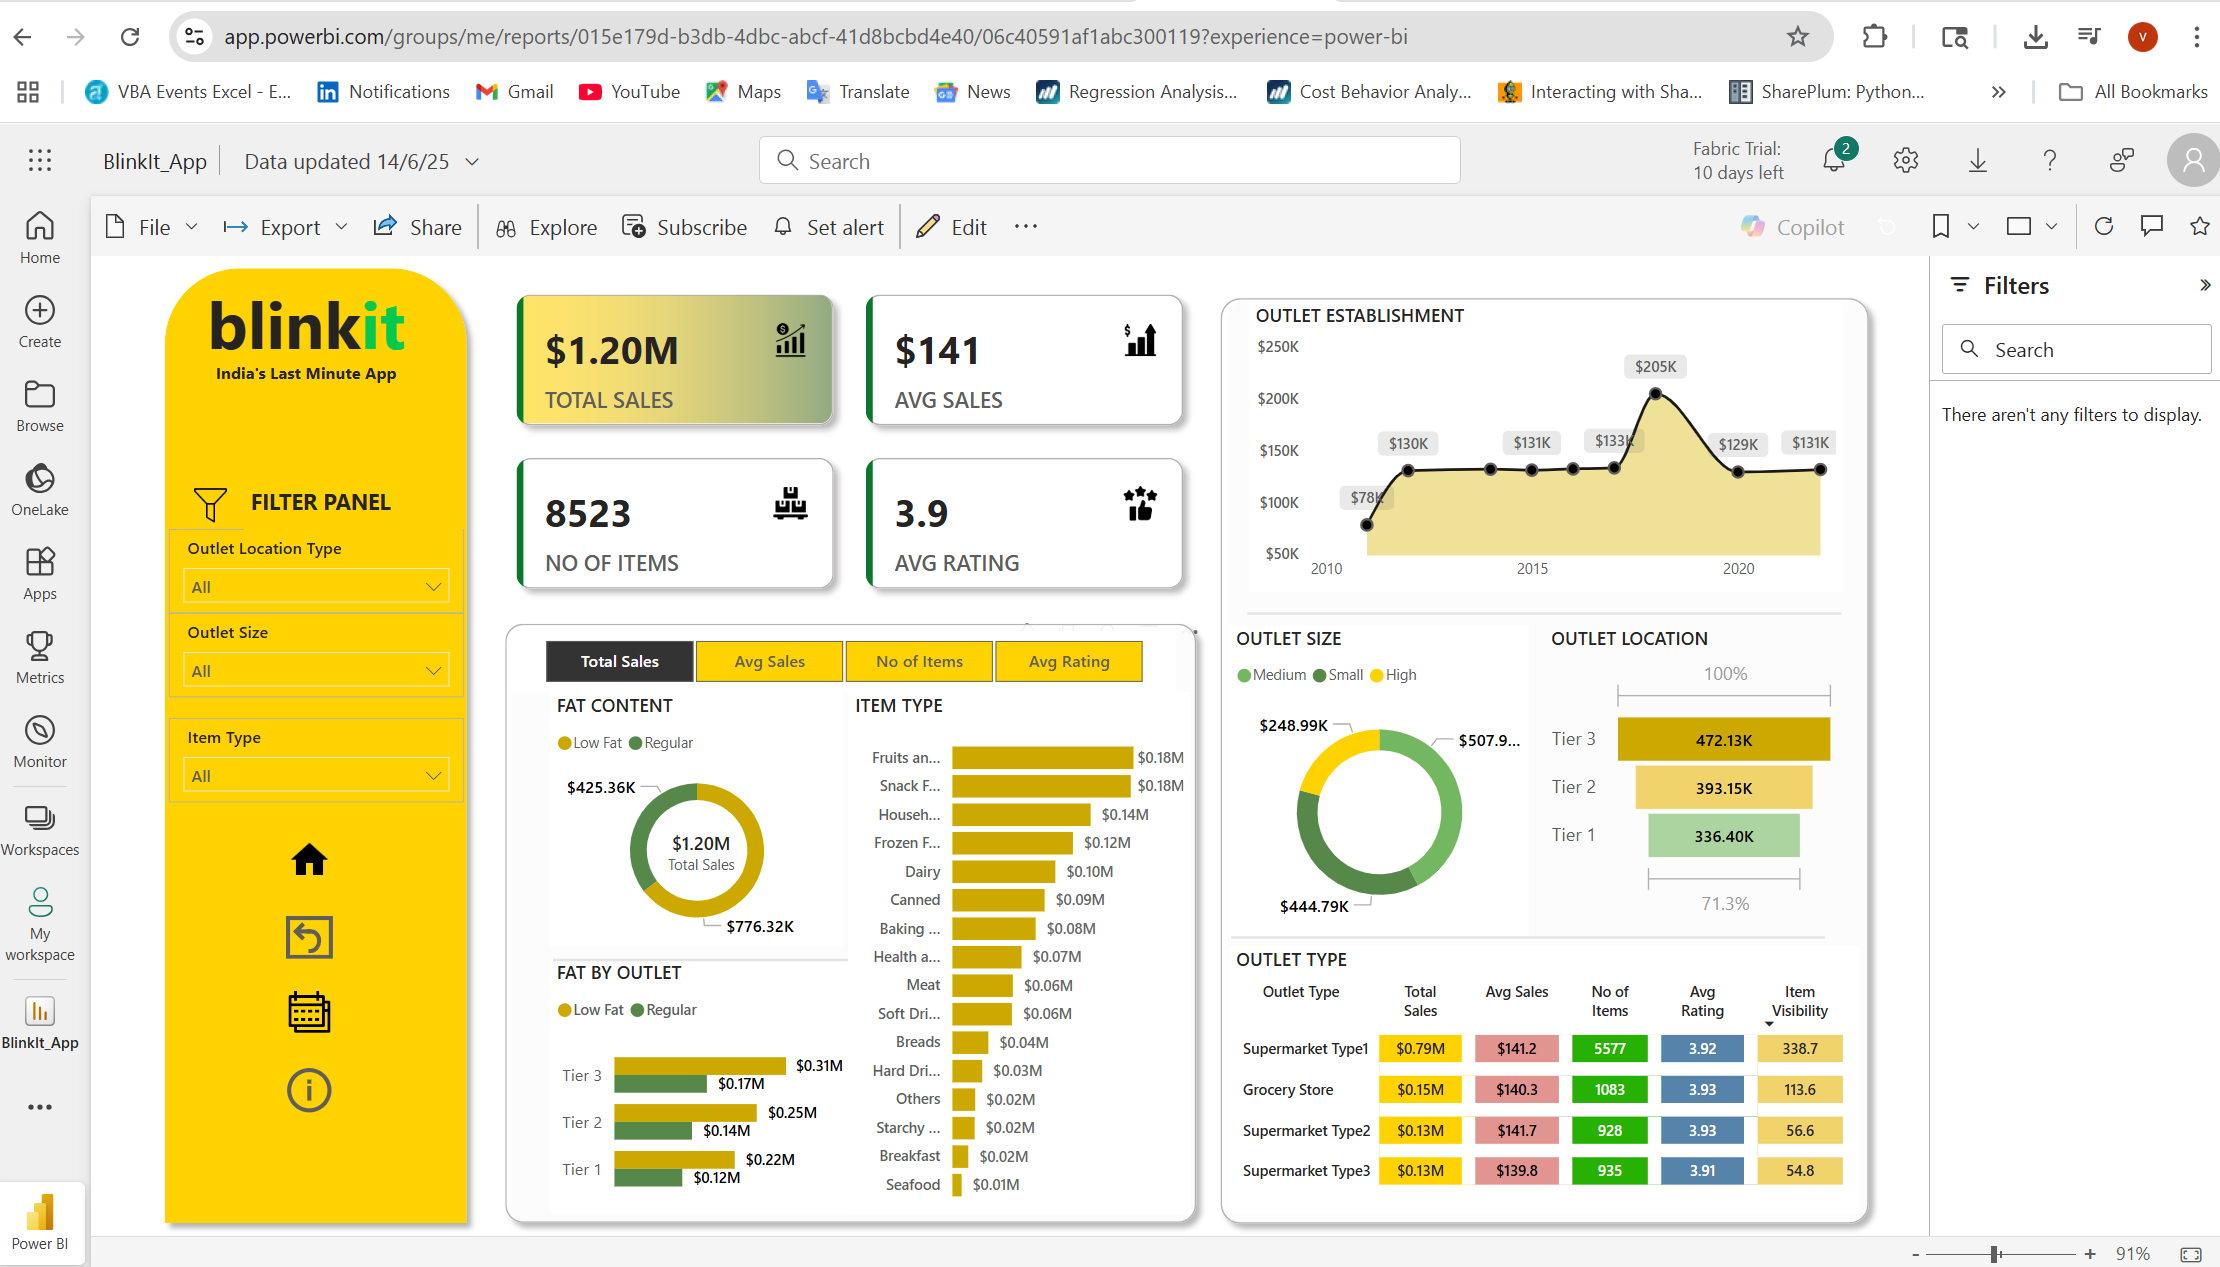 app.powerbi.com/groups/me/reports/015e179d-b3db-4dbc-abcf-41d8bcbd4e40/06c40591af1abc300119?experience=power-bi
V
VBA Events Excel - E...
Notifications
Gmail
YouTube
Maps
Translate
News
Regression Analysis...
Cost Behavior Analy...
Interacting with Sha...
SharePlum: Python...
All Bookmarks
BlinkIt_App
Data updated 14/6/25
Search
Fabric Trial:
10 days left
2
File
Export
Share
Explore
Subscribe
Set alert
Edit
Copilot
Home
Create
Browse
OneLake
Apps
Metrics
Monitor
Workspaces
My
workspace
BlinkIt_App
Power BI
blinkit
India's Last Minute App
FILTER PANEL
Outlet Location Type
All
Outlet Size
All
Item Type
All
$1.20M
TOTAL SALES
$141
AVG SALES
8523
NO OF ITEMS
3.9
AVG RATING
Total Sales
Avg Sales
No of Items
Avg Rating
FAT CONTENT
Low Fat
Regular
$425.36K
$1.20M
Total Sales
$776.32K
FAT BY OUTLET
Low Fat
Regular
Tier 3
$0.31M
$0.17M
Tier 2
$0.25M
$0.14M
Tier 1
$0.22M
$0.12M
ITEM TYPE
Fruits an... $0.18M
Snack F... $0.18M
Househ... $0.14M
Frozen F... $0.12M
Dairy $0.10M
Canned $0.09M
Baking ... $0.08M
Health a... $0.07M
Meat $0.06M
Soft Dri... $0.06M
Breads $0.04M
Hard Dri... $0.03M
Others $0.02M
Starchy ... $0.02M
Breakfast $0.02M
Seafood $0.01M
OUTLET ESTABLISHMENT
$250K
$200K
$150K
$100K
$50K
$78K
$130K
$131K
$133K
$205K
$129K
$131K
2010
2015
2020
OUTLET SIZE
Medium
Small
High
$248.99K
$507.9...
$444.79K
OUTLET LOCATION
100%
Tier 3 472.13K
Tier 2 393.15K
Tier 1 336.40K
71.3%
OUTLET TYPE
Outlet Type Total Sales Avg Sales No of Items Avg Rating Item Visibility
Supermarket Type1 $0.79M $141.2 5577 3.92 338.7
Grocery Store $0.15M $140.3 1083 3.93 113.6
Supermarket Type2 $0.13M $141.7 928 3.93 56.6
Supermarket Type3 $0.13M $139.8 935 3.91 54.8
Filters
Search
There aren't any filters to display.
- + 91%